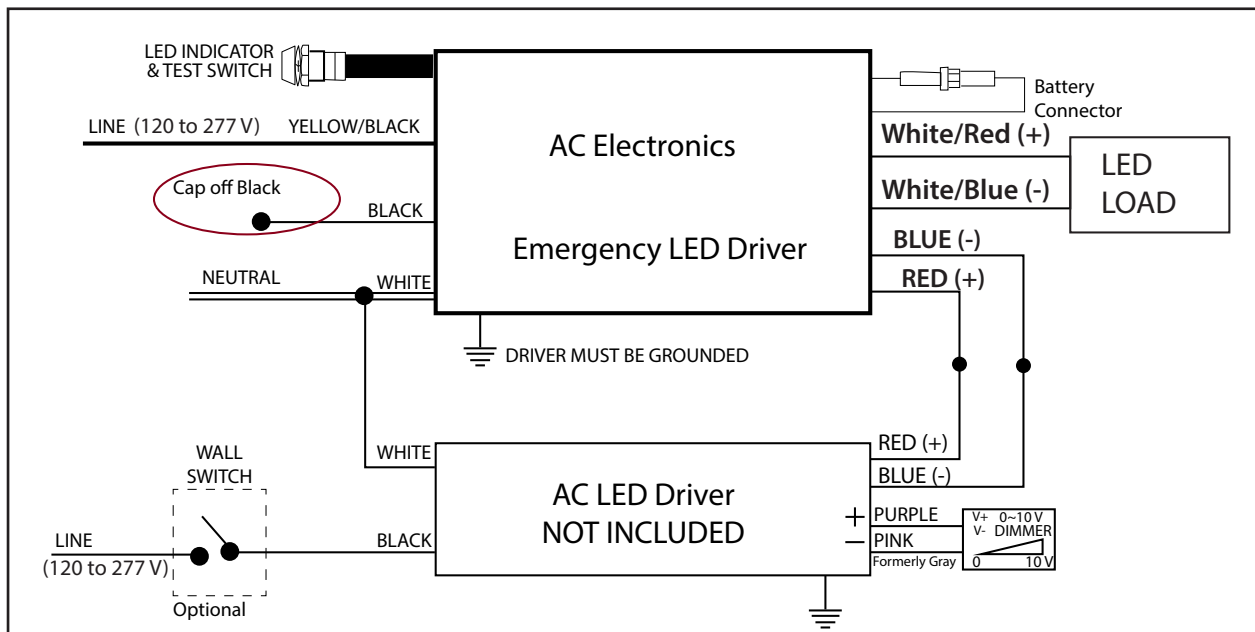 LED INDICATOR
& TEST SWITCH
LINE (120 to 277 V) YELLOW/BLACK
Cap off Black
BLACK
NEUTRAL WHITE
AC Electronics
Emergency LED Driver
Battery
Connector
White/Red (+)
White/Blue (-)
LED
LOAD
BLUE (-)
RED (+)
DRIVER MUST BE GROUNDED
WALL
SWITCH
WHITE
LINE
(120 to 277 V)
BLACK
Optional
AC LED Driver
NOT INCLUDED
RED (+)
BLUE (-)
+ PURPLE
− PINK
Formerly Gray
V+ 0~10 V
V- DIMMER
0 10 V